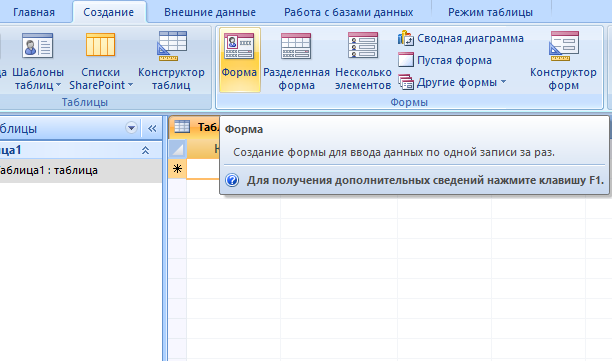 Главная Создание Внешние данные Работа с базами данных Режим таблицы
Шаблоны таблиц
Списки SharePoint
Конструктор таблиц
Таблицы
Форма
Разделенная форма
Несколько элементов
Сводная диаграмма
Пустая форма
Другие формы
Конструктор форм
Формы
аблицы
ца1
аблица1 : таблица
Табл
Форма
Создание формы для ввода данных по одной записи за раз.
Для получения дополнительных сведений нажмите клавишу F1.